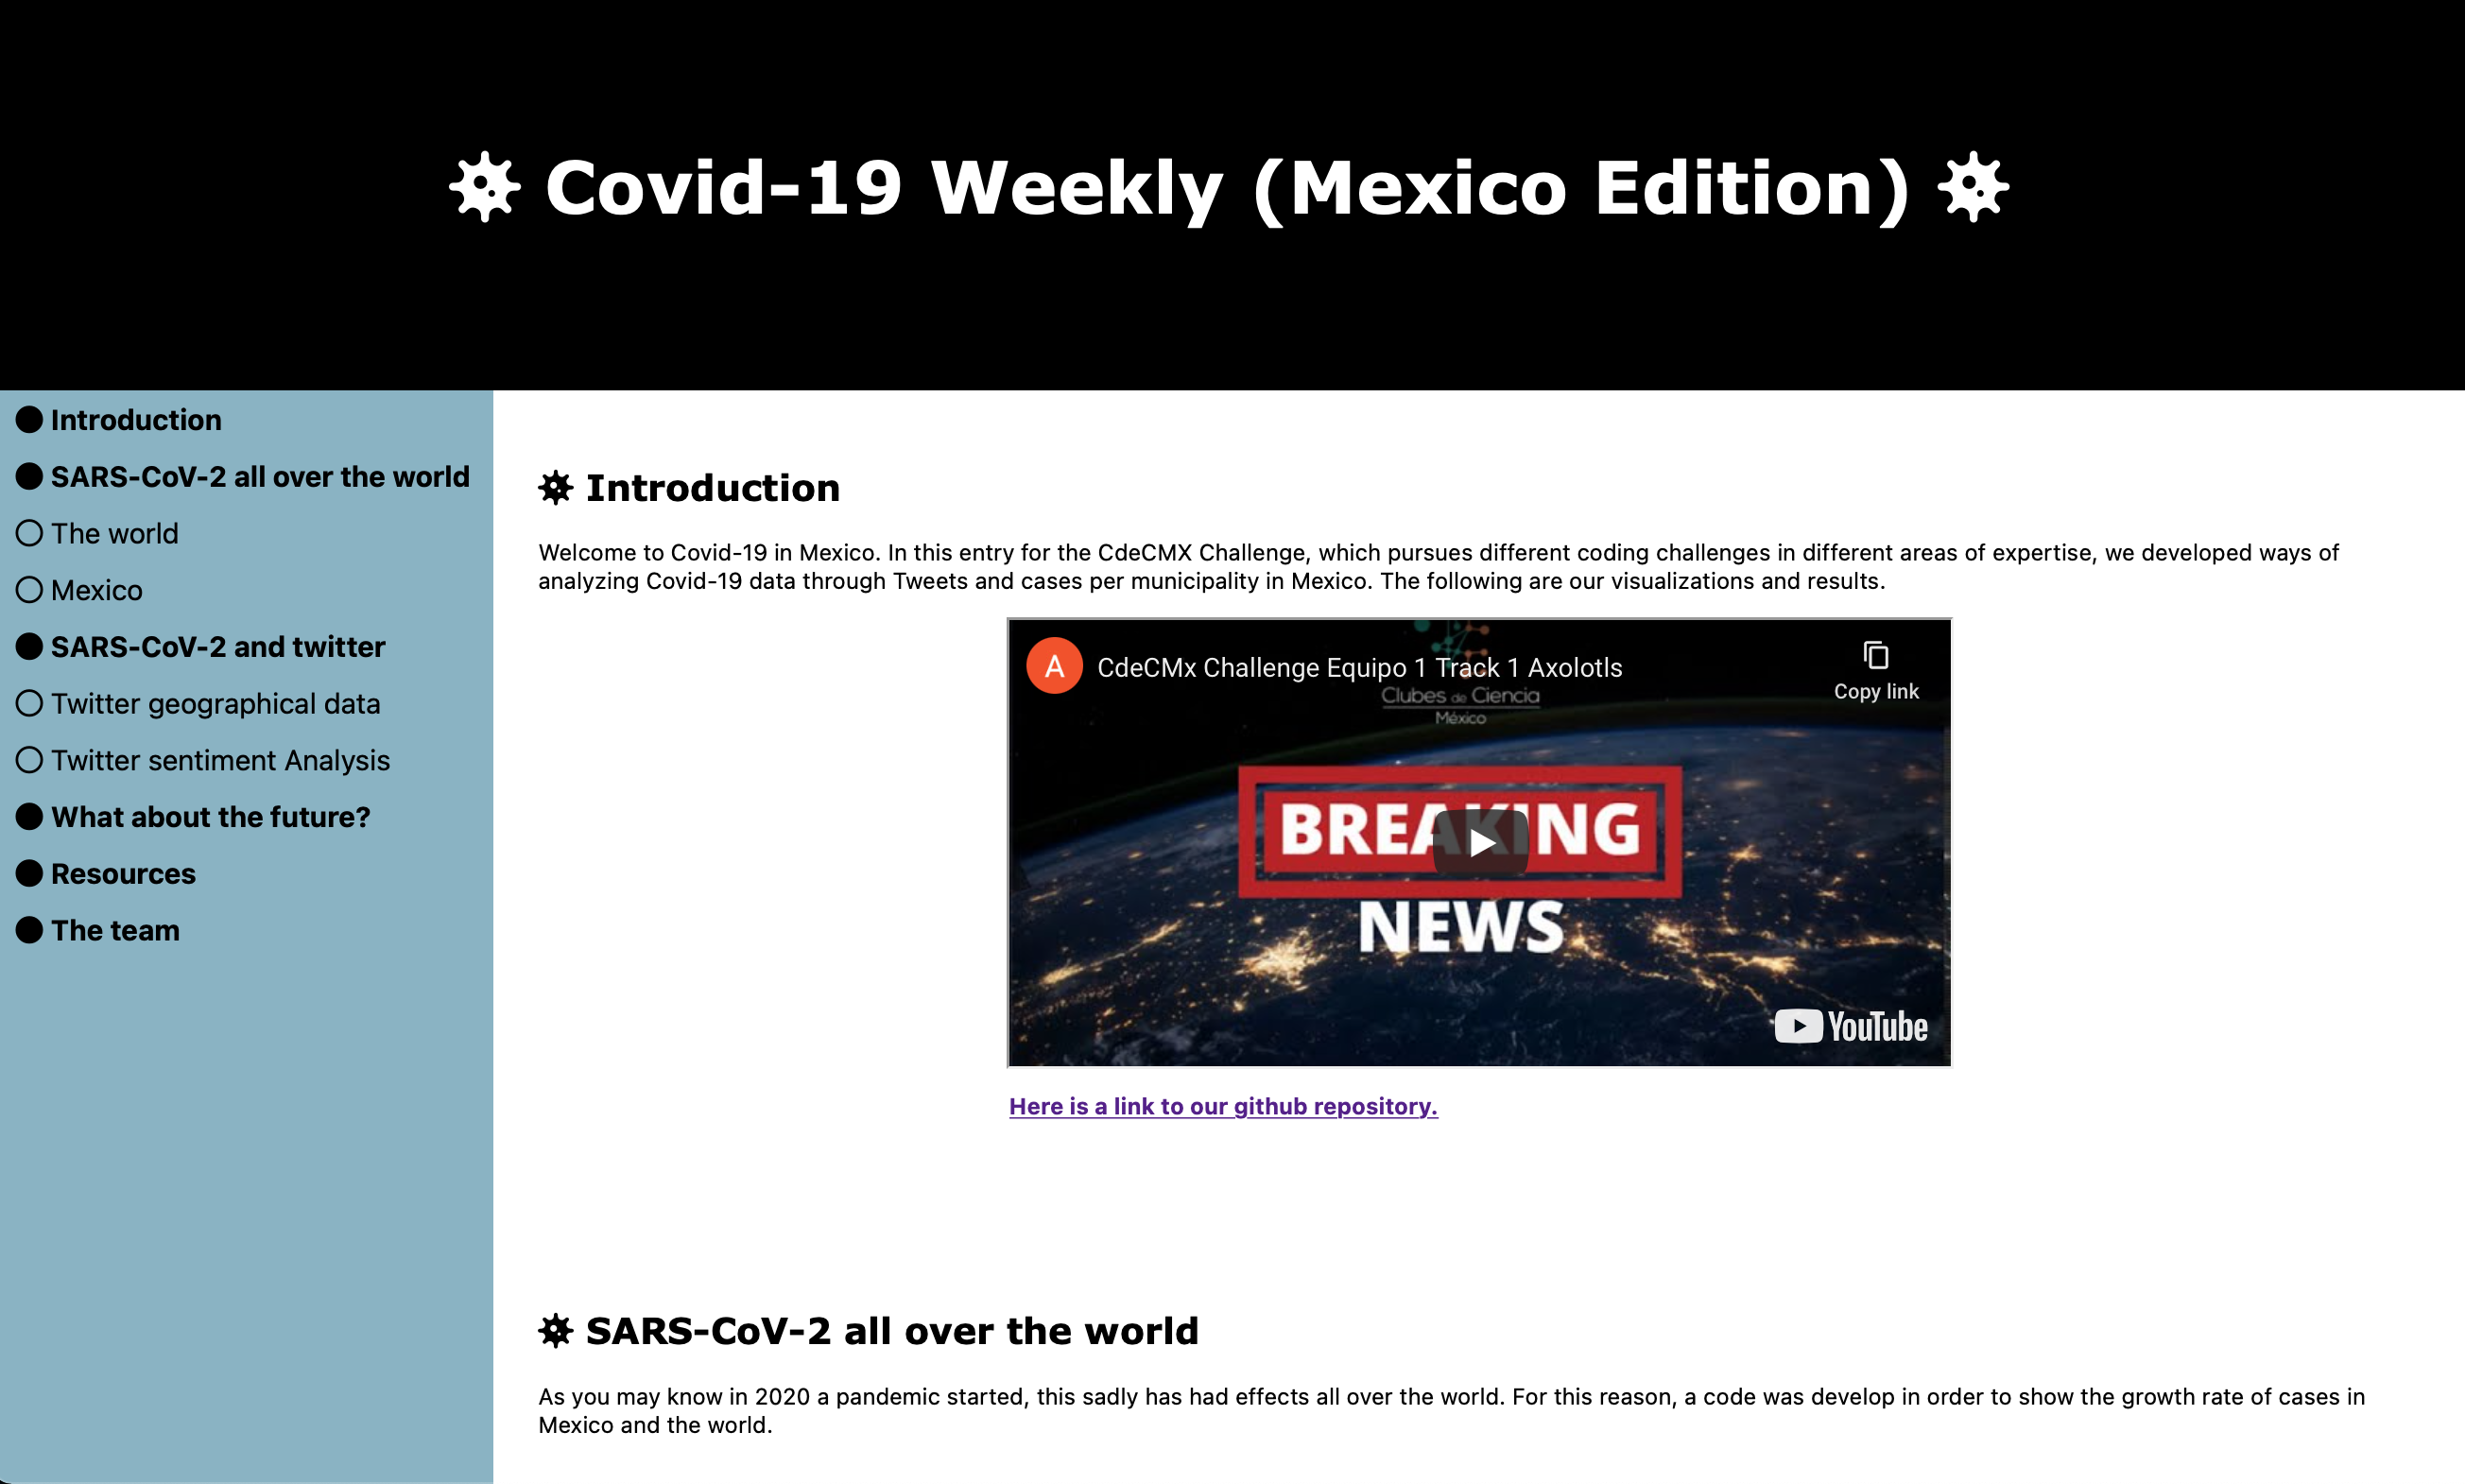 Covid-19 Weekly (Mexico Edition)
Introduction
SARS-CoV-2 all over the world
The world
Mexico
SARS-CoV-2 and twitter
Twitter geographical data
Twitter sentiment Analysis
What about the future?
Resources
The team
Introduction
Welcome to Covid-19 in Mexico. In this entry for the CdeCMX Challenge, which pursues different coding challenges in different areas of expertise, we developed ways of
analyzing Covid-19 data through Tweets and cases per municipality in Mexico. The following are our visualizations and results.
A
CdeCMx Challenge Equipo 1 Track 1 Axolotls
Copy link
Clubes de Ciencia
México
BREAKING
NEWS
YouTube
Here is a link to our github repository.
SARS-CoV-2 all over the world
As you may know in 2020 a pandemic started, this sadly has had effects all over the world. For this reason, a code was develop in order to show the growth rate of cases in
Mexico and the world.